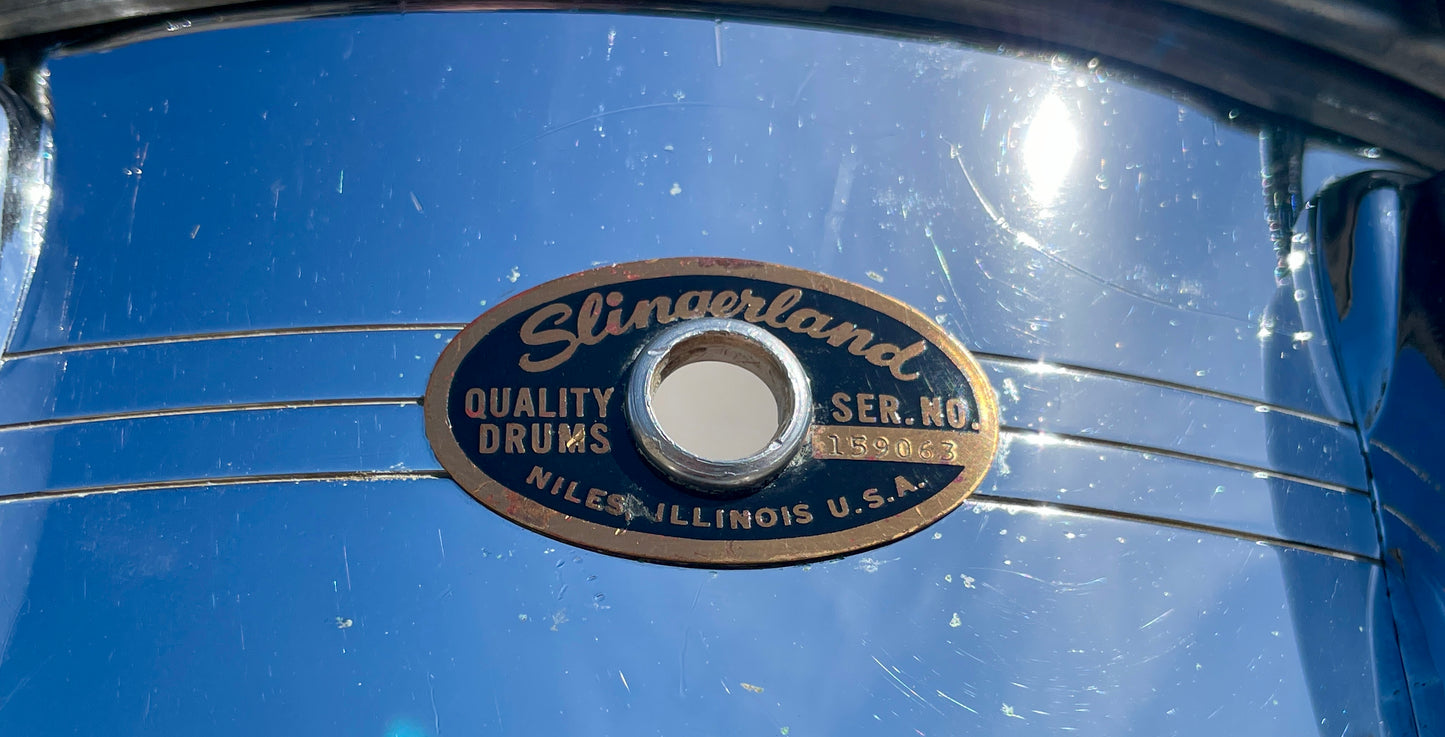 Slingerland
QUALITY
DRUMS
SER. NO.
159063
NILES, ILLINOIS U.S.A.